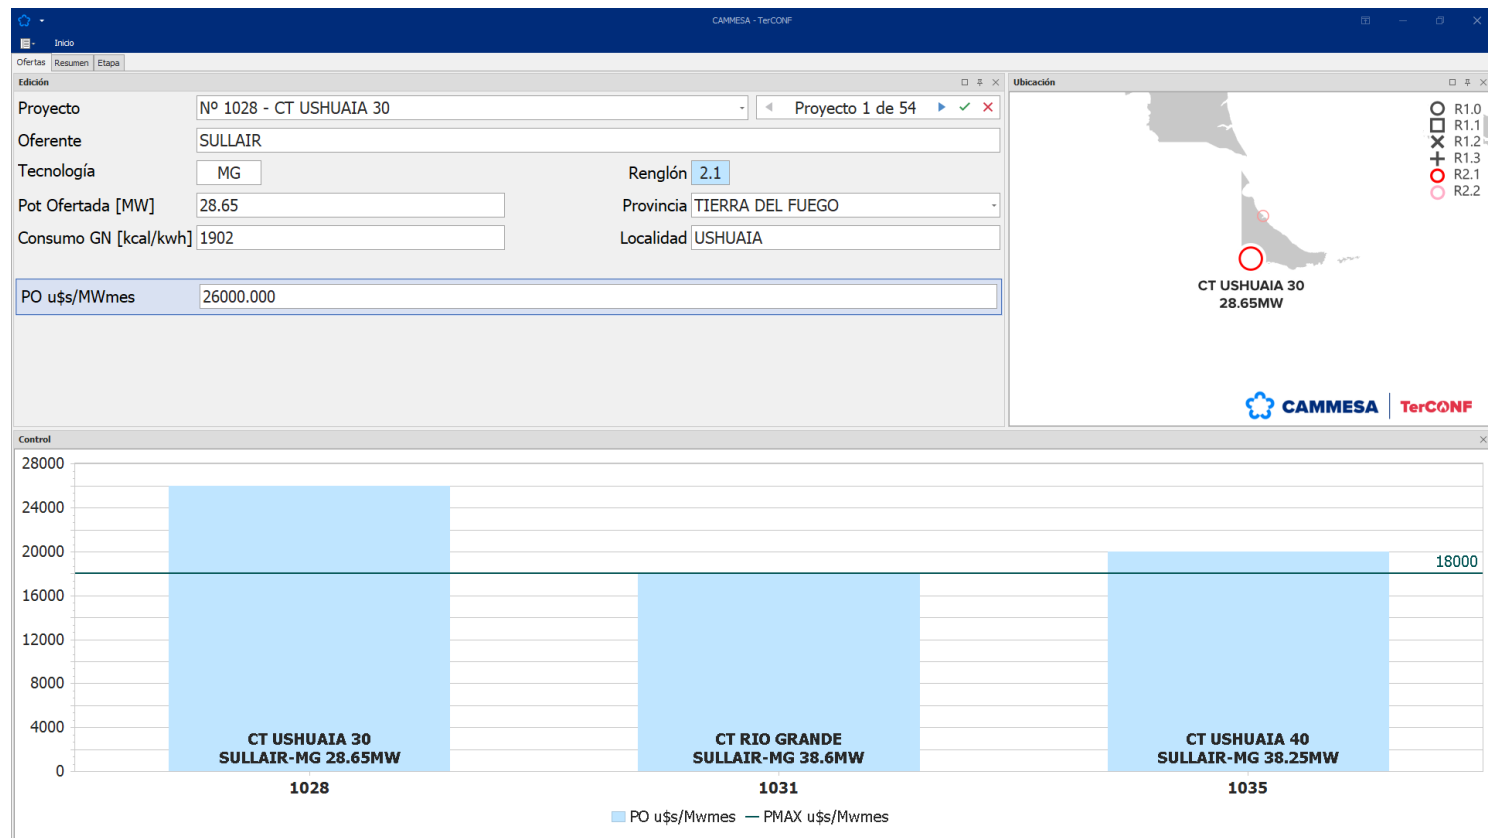 CAMMESA - TerCONF
Inicio
Ofertas Resumen Etapa
Edición
Proyecto Nº 1028 - CT USHUAIA 30 Proyecto 1 de 54
Oferente SULLAIR
Tecnología MG Renglón 2.1
Pot Ofertada [MW] 28.65 Provincia TIERRA DEL FUEGO
Consumo GN [kcal/kwh] 1902 Localidad USHUAIA
PO u$s/MWmes 26000.000
Ubicación
R1.0
R1.1
R1.2
R1.3
R2.1
R2.2
CT USHUAIA 30
28.65MW
CAMMESA TerCONF
Control
28000
24000
20000
16000
12000
8000
4000
0
18000
CT USHUAIA 30
SULLAIR-MG 28.65MW
CT RIO GRANDE
SULLAIR-MG 38.6MW
CT USHUAIA 40
SULLAIR-MG 38.25MW
1028 1031 1035
PO u$s/Mwmes PMAX u$s/Mwmes